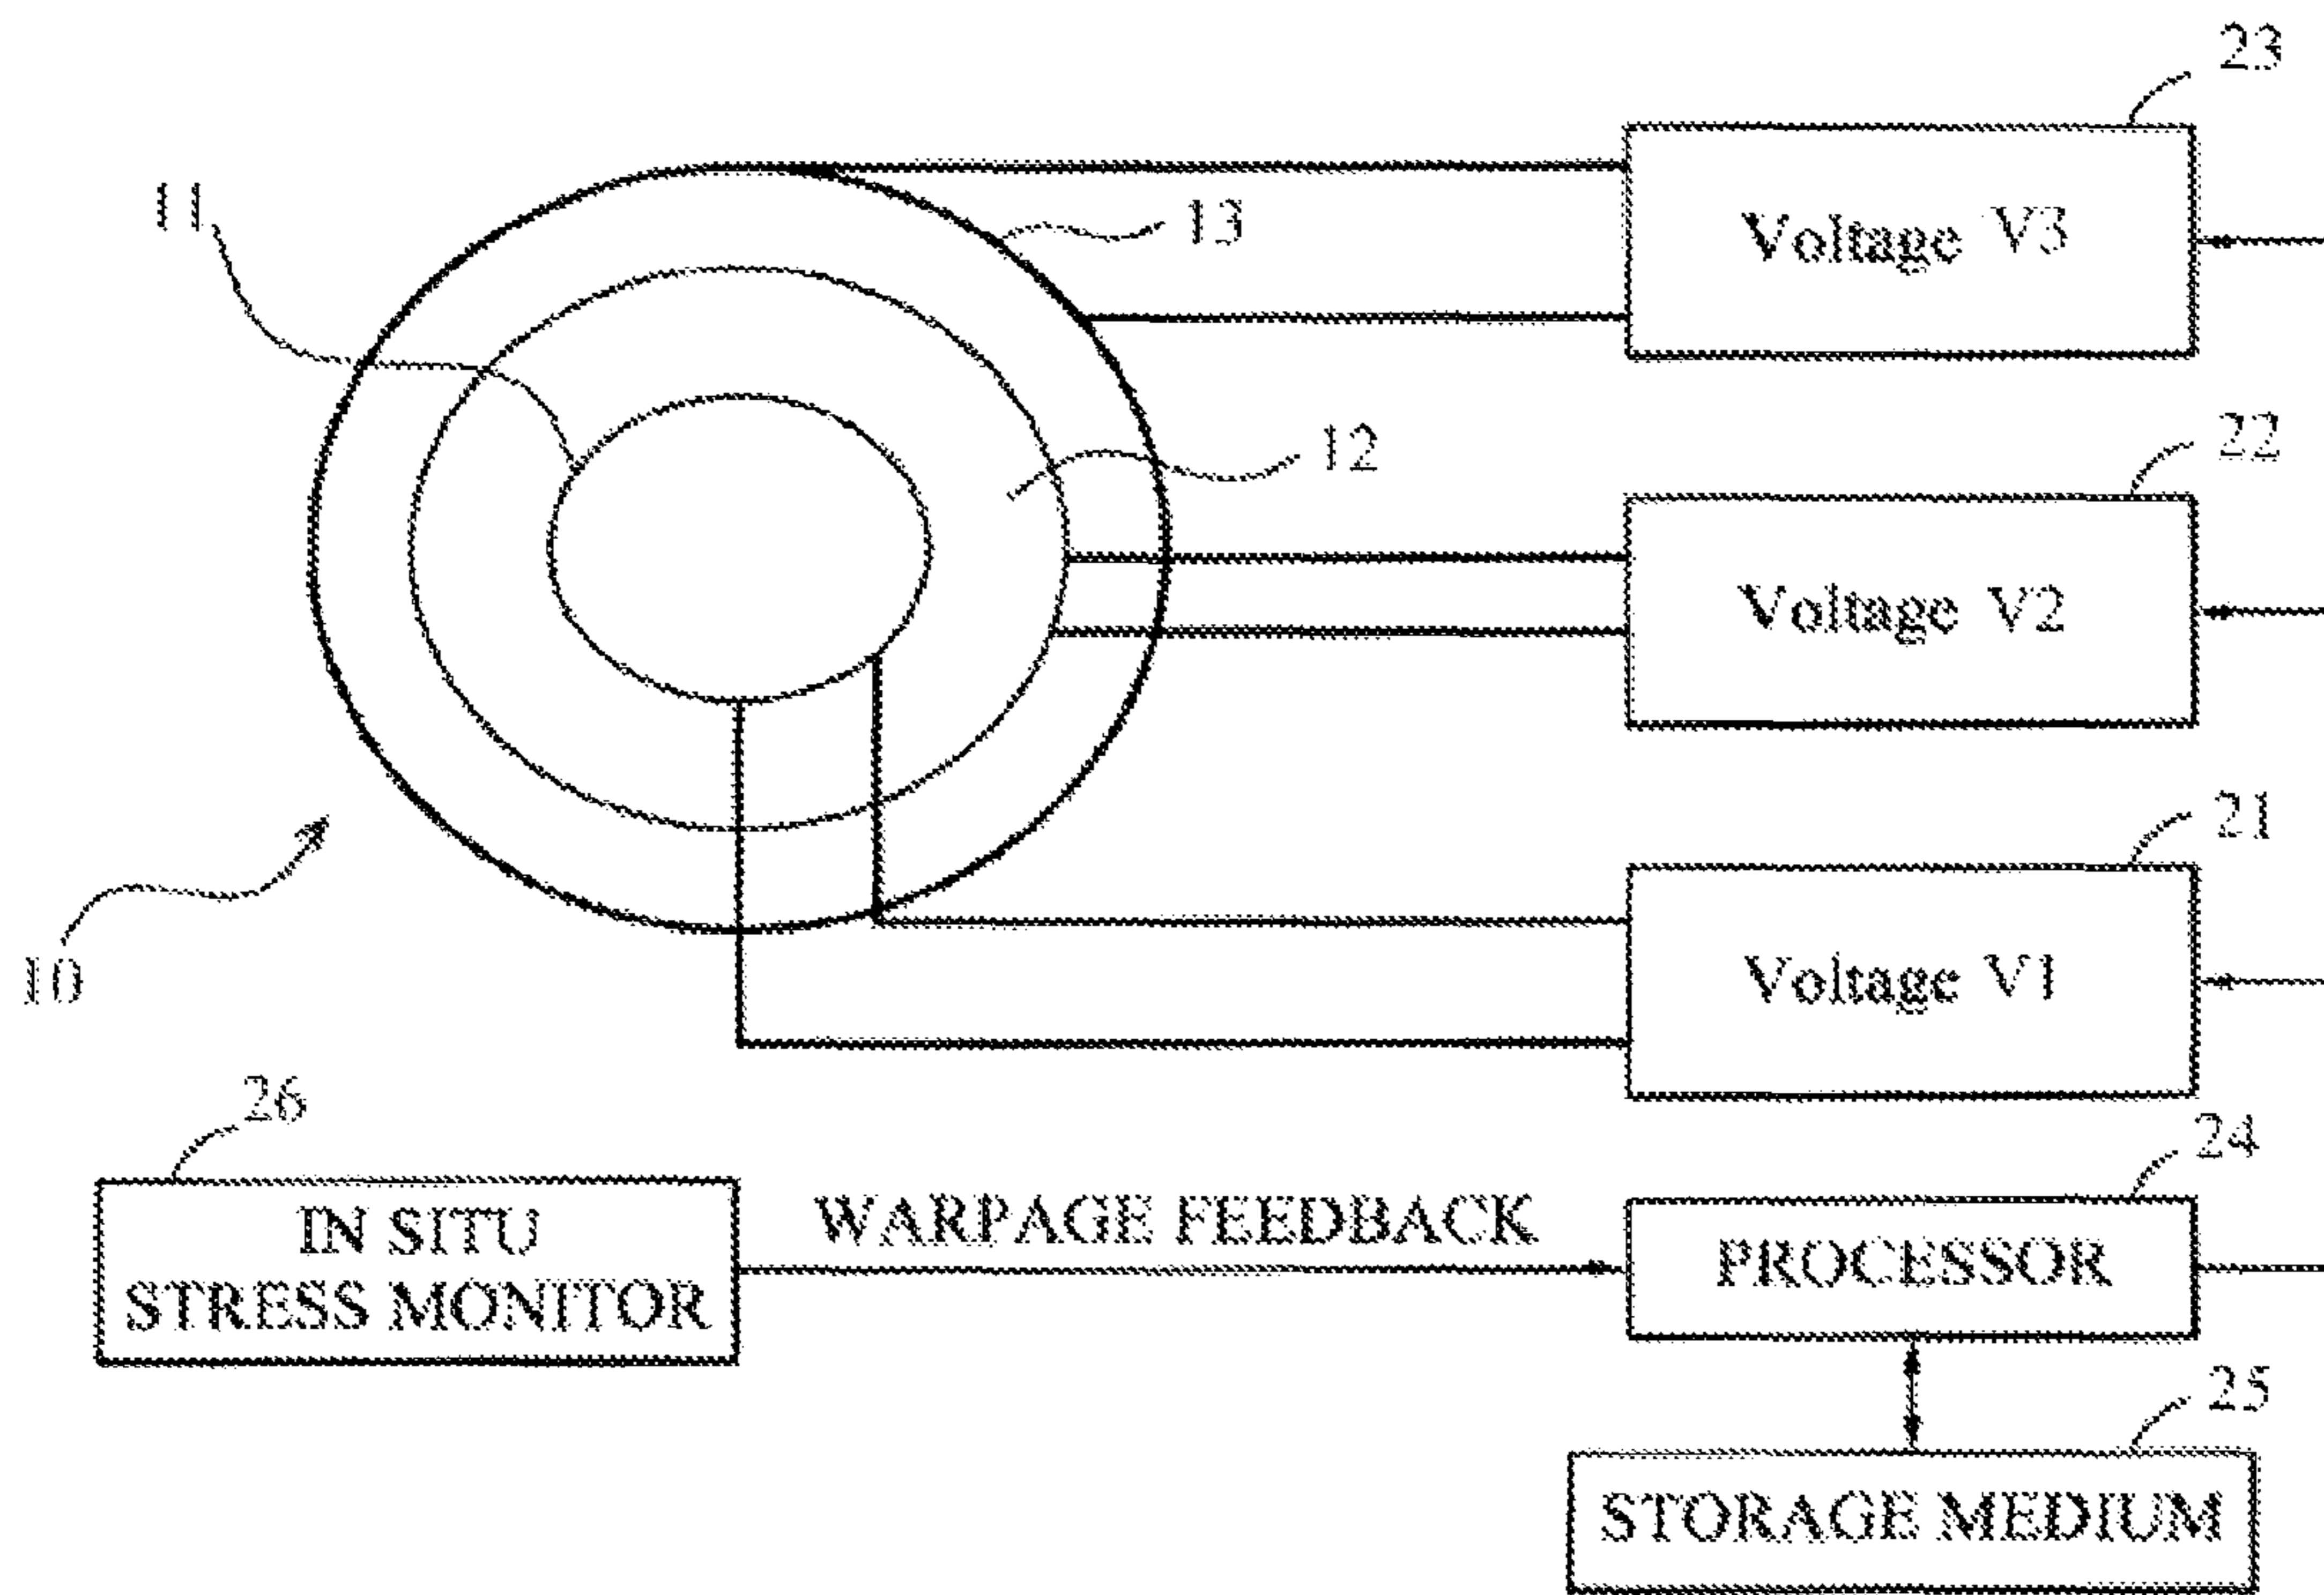 23
11
13
Voltage V3
12
22
Voltage V2
21
10
Voltage V1
26
24
IN SITU
STRESS MONITOR
WARPAGE FEEDBACK
PROCESSOR
25
STORAGE MEDIUM